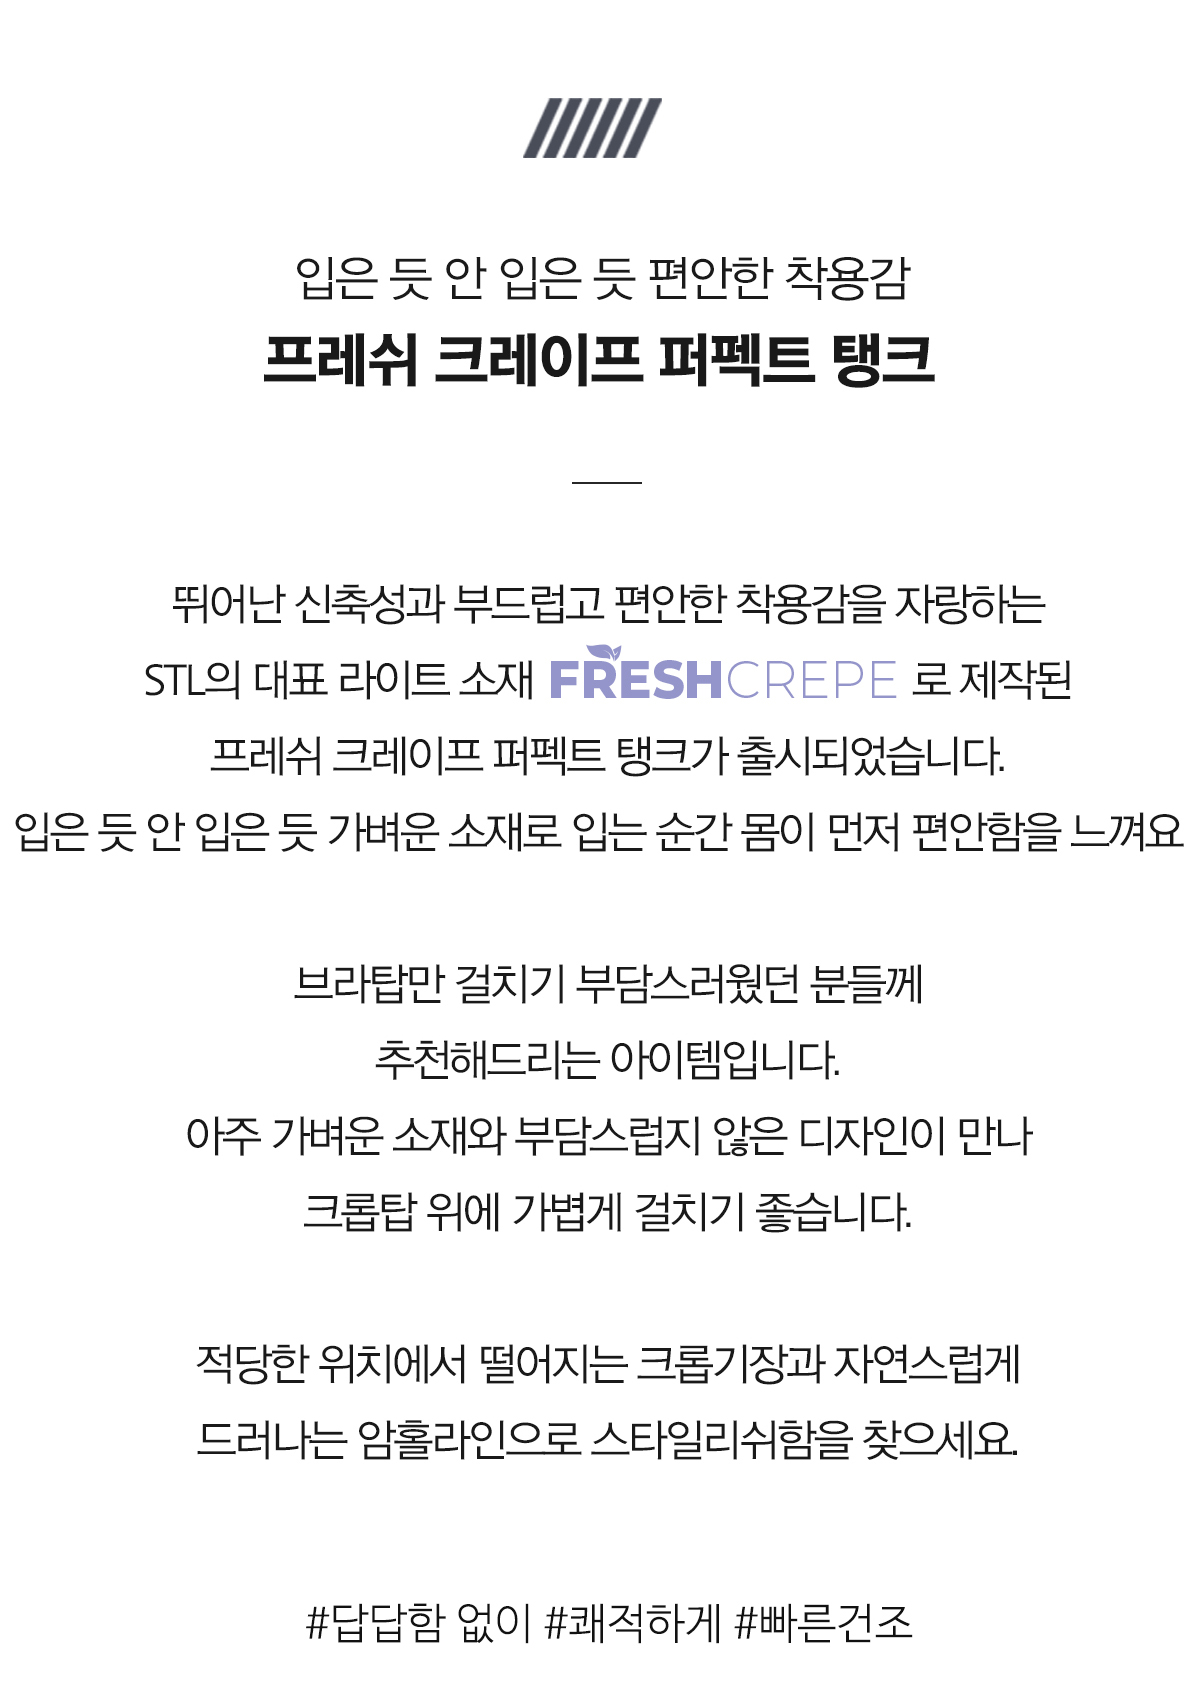 입은 듯 안 입은 듯 편안한 착용감
프레쉬 크레이프 퍼펙트 탱크
뛰어난 신축성과 부드럽고 편안한 착용감을 자랑하는
STL의 대표 라이트 소재 FRESHCREPE 로 제작된
프레쉬 크레이프 퍼펙트 탱크가 출시되었습니다.
입은 듯 안 입은 듯 가벼운 소재로 입는 순간 몸이 먼저 편안함을 느껴요
브라탑만 걸치기 부담스러웠던 분들께
추천해드리는 아이템입니다.
아주 가벼운 소재와 부담스럽지 않은 디자인이 만나
크롭탑 위에 가볍게 걸치기 좋습니다.
적당한 위치에서 떨어지는 크롭기장과 자연스럽게
드러나는 암홀라인으로 스타일리쉬함을 찾으세요.
#답답함 없이 #쾌적하게 #빠른건조